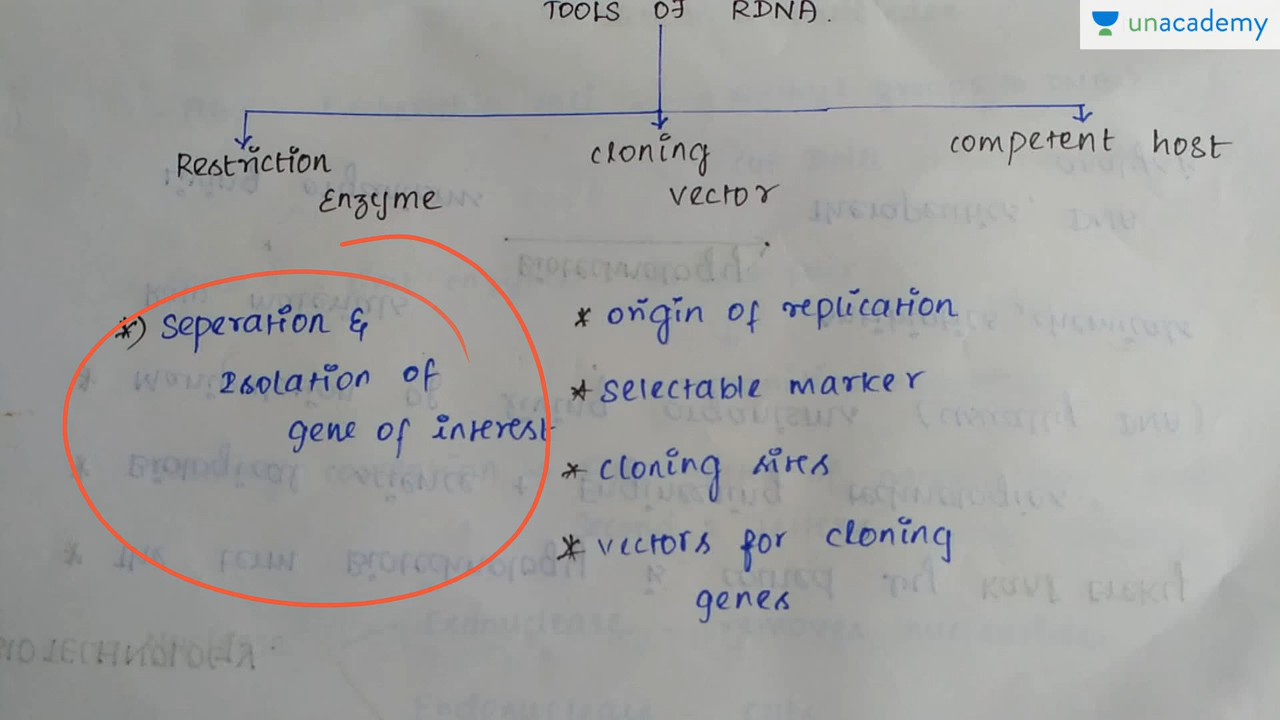 TOOLS OF RDNA.
unacademy
Restriction
Enzyme
cloning
vector
competent host
*) seperation &
Isolation of
gene of interest
* origin of replication
* selectable marker
* cloning sites
* vectors for cloning
genes